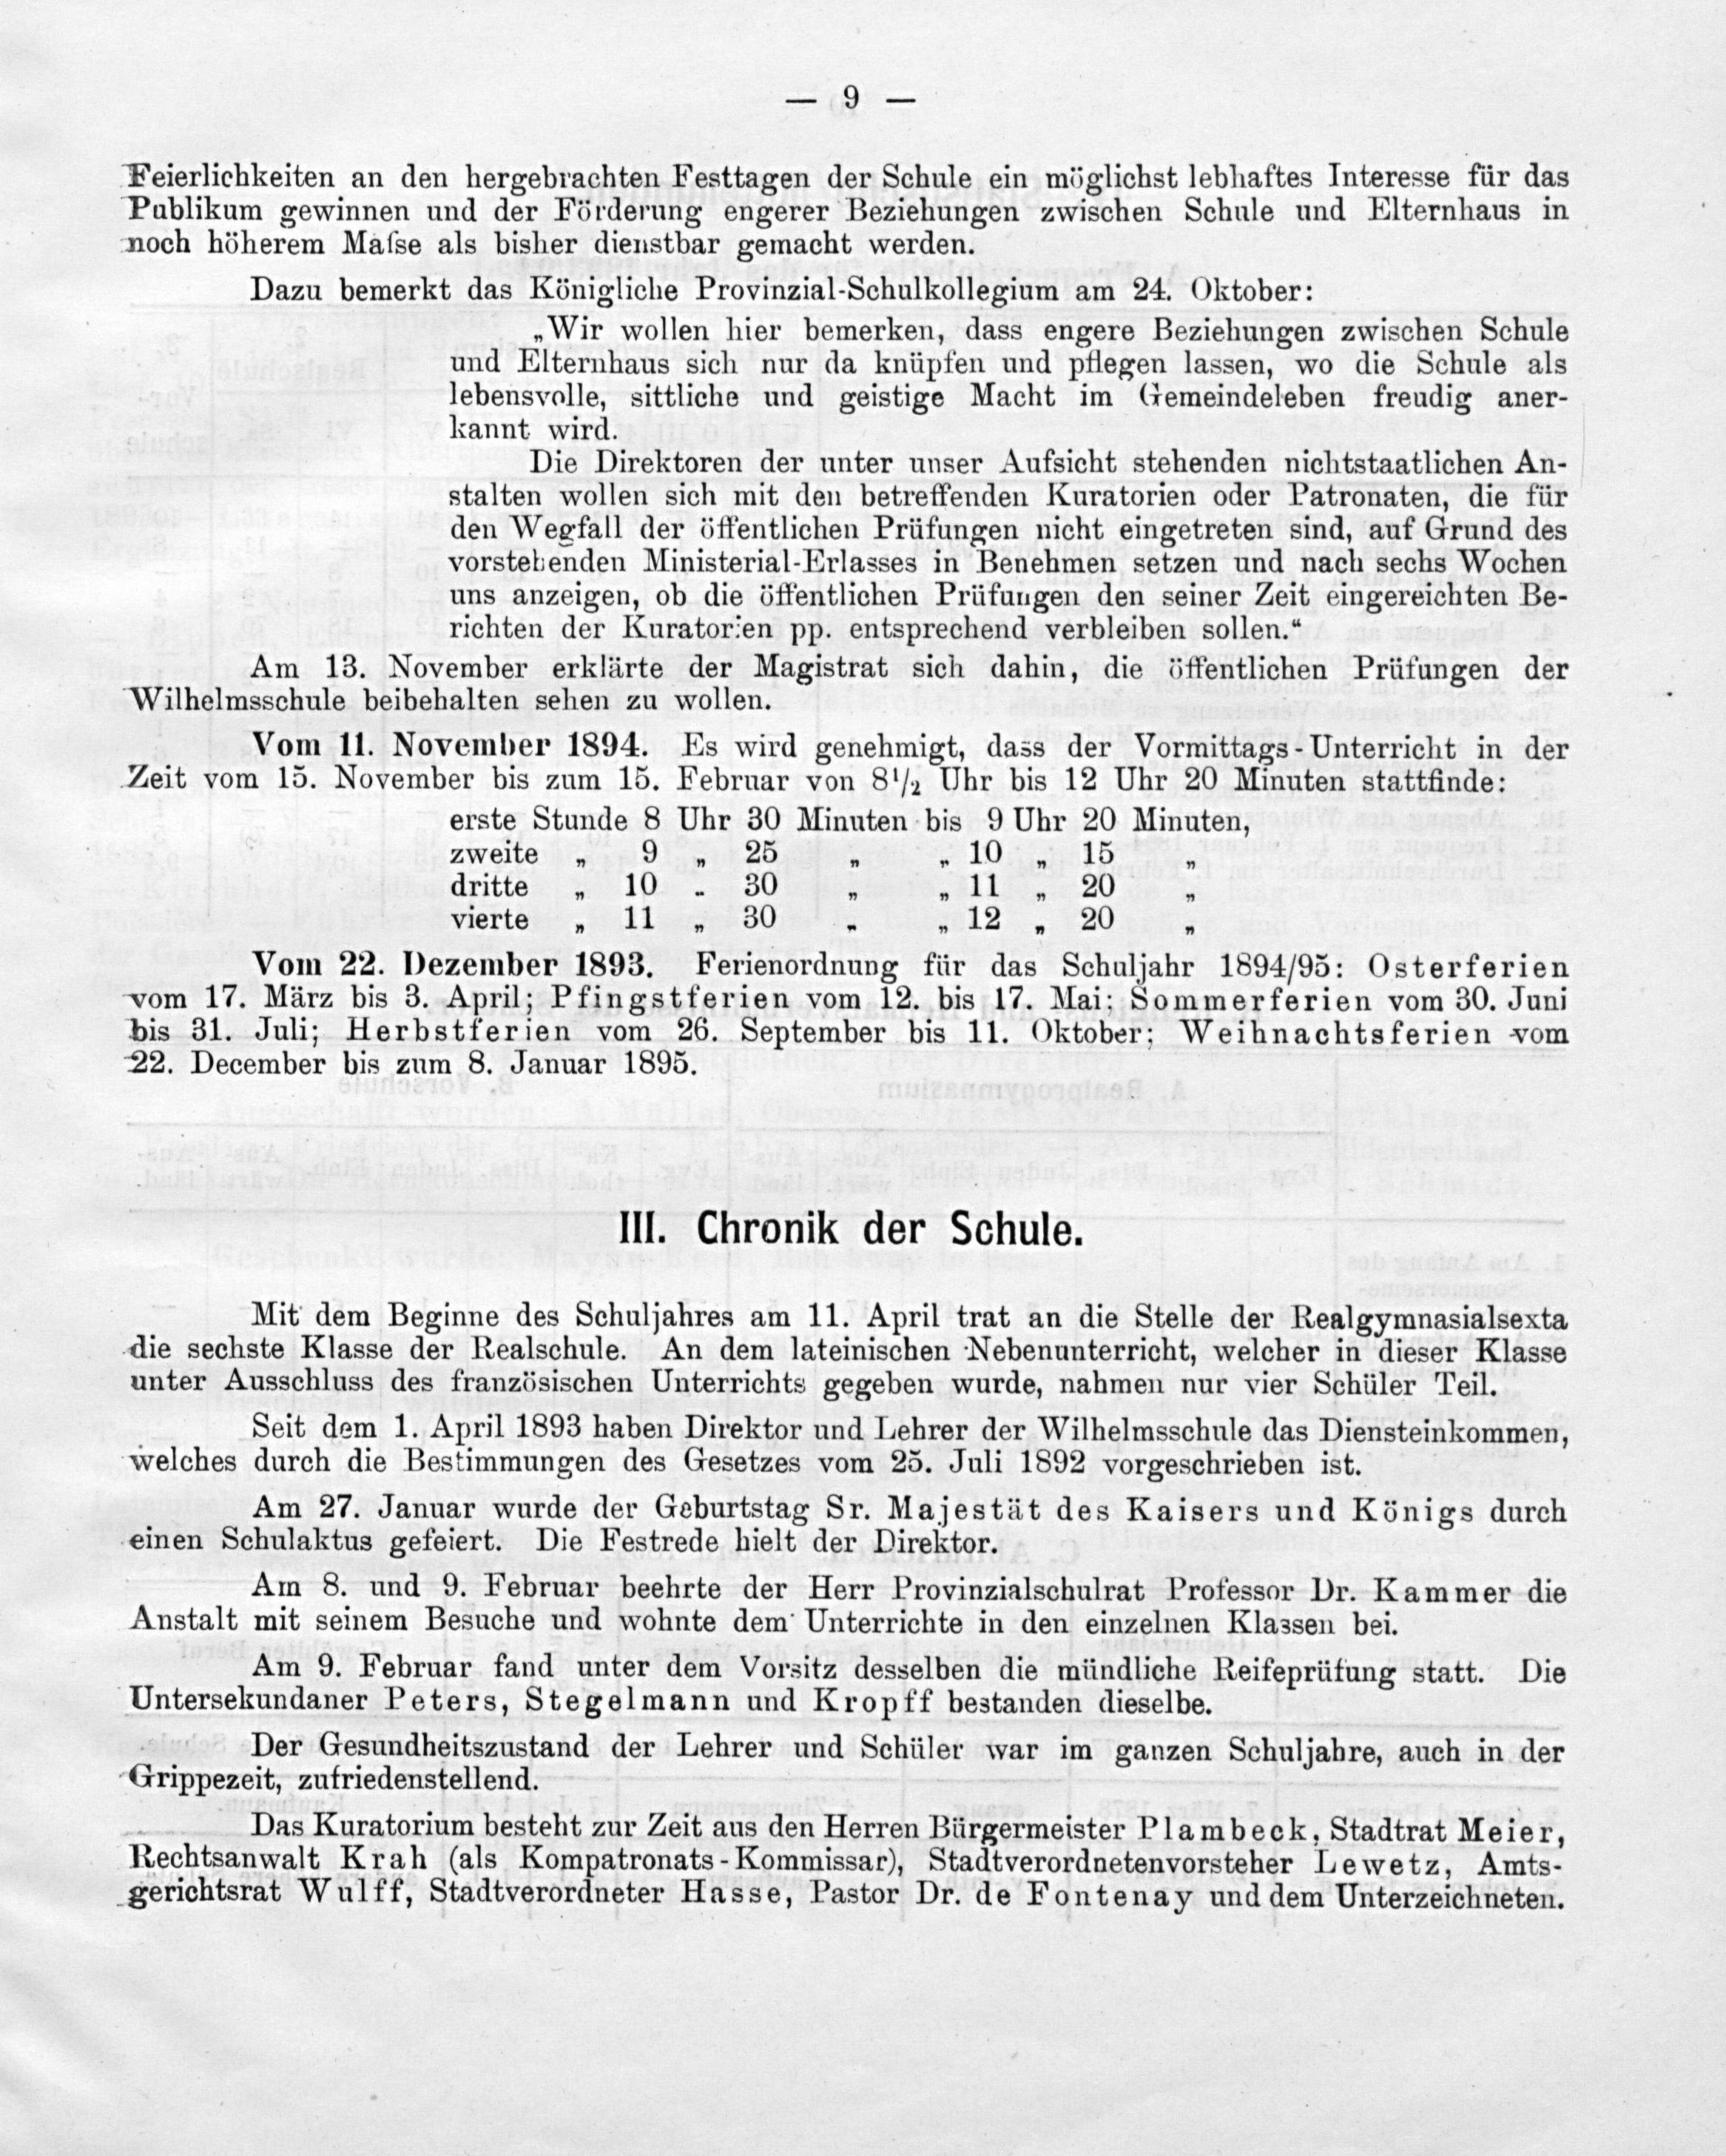 — 9 —
Feierlichkeiten an den hergebrachten Festtagen der Schule ein möglichst lebhaftes Interesse für das
Publikum gewinnen und der Förderung engerer Beziehungen zwischen Schule und Elternhaus in
noch höherem Maſse als bisher dienstbar gemacht werden.
Dazu bemerkt das Königliche Provinzial-Schulkollegium am 24. Oktober:
„Wir wollen hier bemerken, dass engere Beziehungen zwischen Schule
und Elternhaus sich nur da knüpfen und pflegen lassen, wo die Schule als
lebensvolle, sittliche und geistige Macht im Gemeindeleben freudig aner-
kannt wird.
Die Direktoren der unter unser Aufsicht stehenden nichtstaatlichen An-
stalten wollen sich mit den betreffenden Kuratorien oder Patronaten, die für
den Wegfall der öffentlichen Prüfungen nicht eingetreten sind, auf Grund des
vorstehenden Ministerial-Erlasses in Benehmen setzen und nach sechs Wochen
uns anzeigen, ob die öffentlichen Prüfungen den seiner Zeit eingereichten Be-
richten der Kuratorien pp. entsprechend verbleiben sollen.“
Am 13. November erklärte der Magistrat sich dahin, die öffentlichen Prüfungen der
Wilhelmsschule beibehalten sehen zu wollen.
Vom 11. November 1894. Es wird genehmigt, dass der Vormittags-Unterricht in der
Zeit vom 15. November bis zum 15. Februar von 8½ Uhr bis 12 Uhr 20 Minuten stattfinde:
erste Stunde 8 Uhr 30 Minuten bis 9 Uhr 20 Minuten,
zweite „ 9 „ 25 „ „ 10 „ 15 „
dritte „ 10 „ 30 „ „ 11 „ 20 „
vierte „ 11 „ 30 „ „ 12 „ 20 „
Vom 22. Dezember 1893. Ferienordnung für das Schuljahr 1894/95: Osterferien
vom 17. März bis 3. April; Pfingstferien vom 12. bis 17. Mai; Sommerferien vom 30. Juni
bis 31. Juli; Herbstferien vom 26. September bis 11. Oktober; Weihnachtsferien vom
22. December bis zum 8. Januar 1895.
III. Chronik der Schule.
Mit dem Beginne des Schuljahres am 11. April trat an die Stelle der Realgymnasialsexta
die sechste Klasse der Realschule. An dem lateinischen Nebenunterricht, welcher in dieser Klasse
unter Ausschluss des französischen Unterrichts gegeben wurde, nahmen nur vier Schüler Teil.
Seit dem 1. April 1893 haben Direktor und Lehrer der Wilhelmsschule das Diensteinkommen,
welches durch die Bestimmungen des Gesetzes vom 25. Juli 1892 vorgeschrieben ist.
Am 27. Januar wurde der Geburtstag Sr. Majestät des Kaisers und Königs durch
einen Schulaktus gefeiert. Die Festrede hielt der Direktor.
Am 8. und 9. Februar beehrte der Herr Provinzialschulrat Professor Dr. Kammer die
Anstalt mit seinem Besuche und wohnte dem Unterrichte in den einzelnen Klassen bei.
Am 9. Februar fand unter dem Vorsitz desselben die mündliche Reifeprüfung statt. Die
Untersekundaner Peters, Stegelmann und Kropff bestanden dieselbe.
Der Gesundheitszustand der Lehrer und Schüler war im ganzen Schuljahre, auch in der
Grippezeit, zufriedenstellend.
Das Kuratorium besteht zur Zeit aus den Herren Bürgermeister Plambeck, Stadtrat Meier,
Rechtsanwalt Krah (als Kompatronats-Kommissar), Stadtverordnetenvorsteher Lewetz, Amts-
gerichtsrat Wulff, Stadtverordneter Hasse, Pastor Dr. de Fontenay und dem Unterzeichneten.